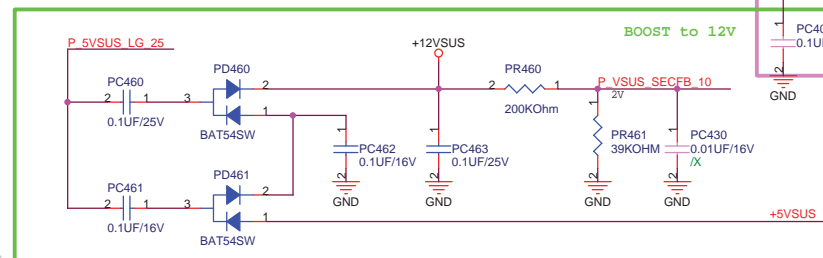 BOOST to 12V
PC40
0.1U
2
GND
P_5VSUS_LG_25
+12VSUS
PC460
2 1
0.1UF/25V
PD460
3 2
1
BAT54SW
PR460
2 1
200KOhm
P_VSUS_SECFB_10
2V
1
PC462
0.1UF/16V
2
GND
1
PC463
0.1UF/25V
2
GND
1
PR461
39KOHM
2
GND
1
PC430
0.01UF/16V
/X
2
GND
PC461
2 1
0.1UF/16V
PD461
3 2
1
BAT54SW
+5VSUS